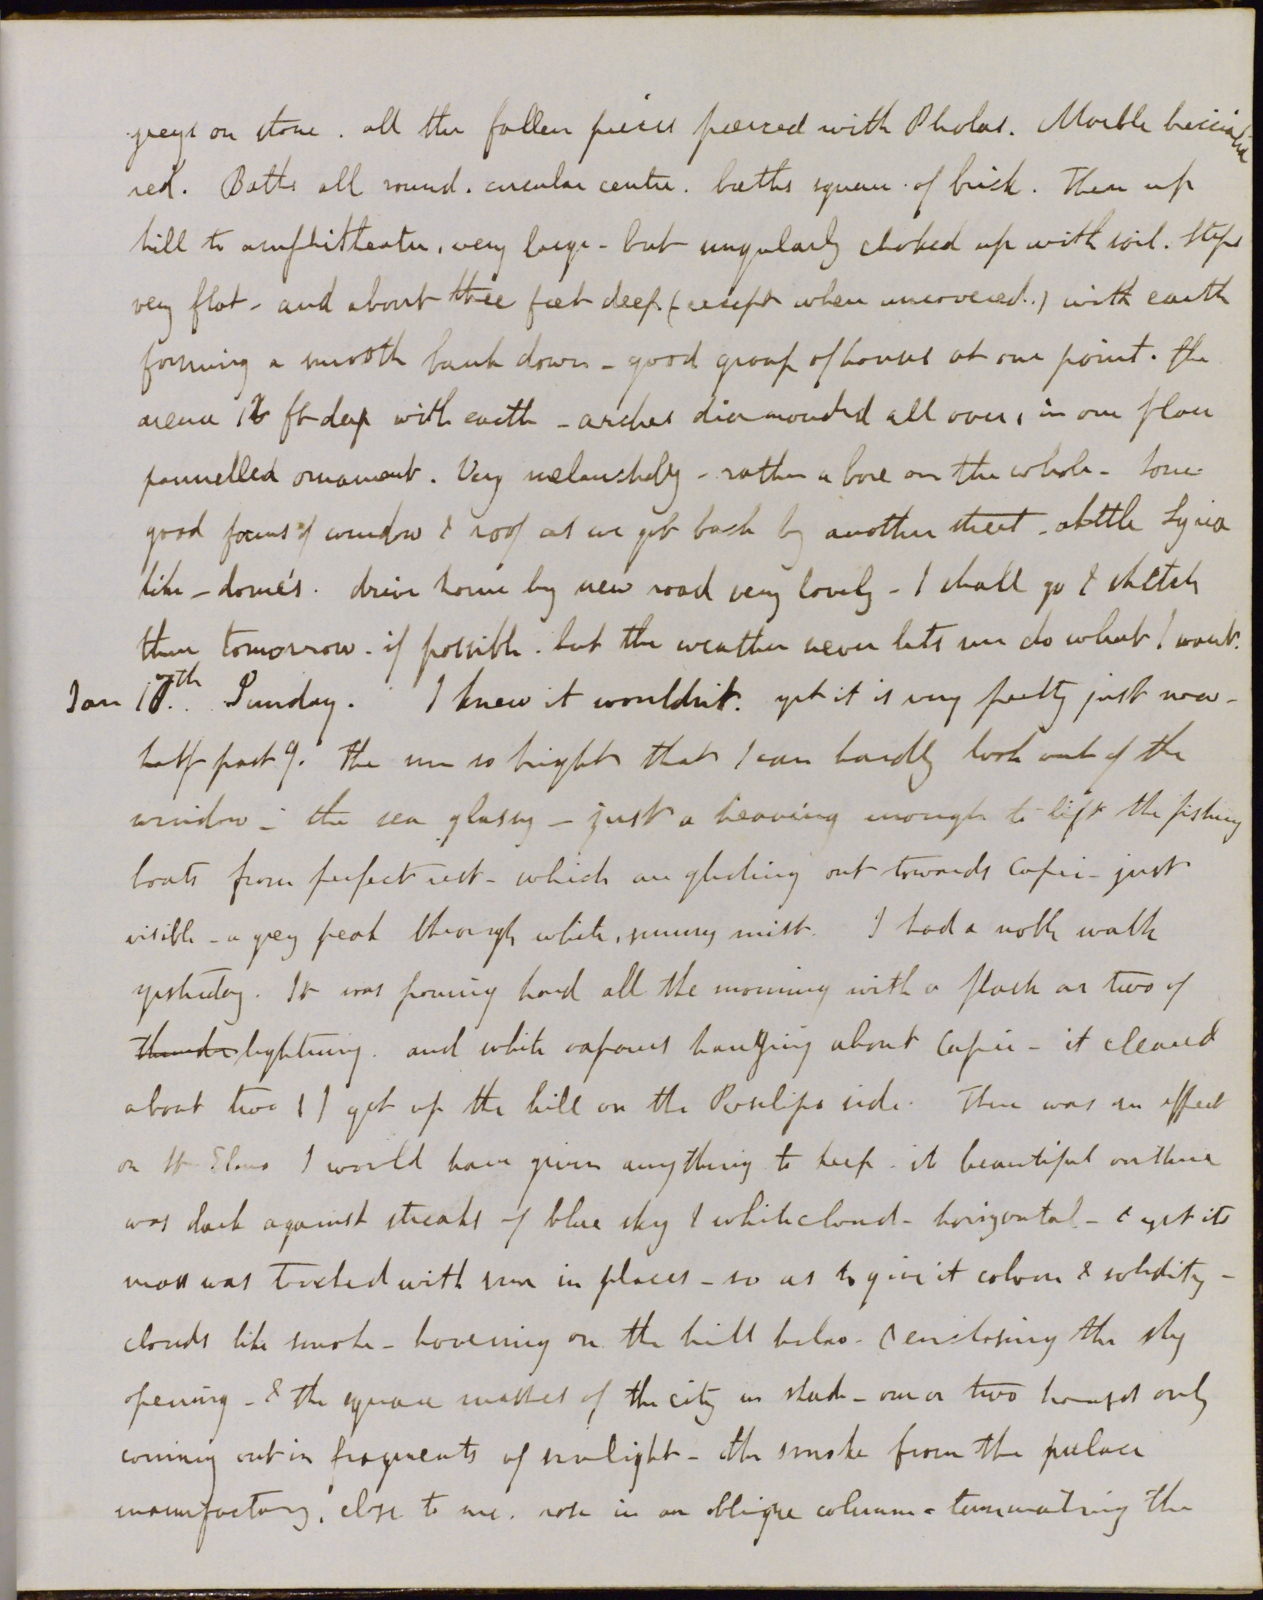 greys on stone. all the fallen pieces pierced with Pholas. Marble brecciated
red. Baths all round. circular centre. baths square. of brick. Then up
hill to amphitheatre, very large - but singularly choked up with soil. Steps
very flat - and about three feet deep (except when uncovered..) with earth
forming a smooth bank down - good group of houses at one point. the
arena 16 ft deep with earth - arches diamonded all over, in one place
pannelled ornament. Very melancholy - rather a bore on the whole - Some
good forms of window & roof as we got back by another street - a little Syria
like - dome's. drive home by new road very lovely - I shall go & sketch
there tomorrow. if possible. but the weather never lets me do what I want.
Jan 17th. Sunday. I knew it wouldn't. yet it is very pretty just now -
half past 9. The sun so bright that I can hardly look out of the
window - the sea glassy - just a heaving enough to lift the fishing
boats from perfect rest - which are gliding out towards Capri - just
visible - a grey peak through white, sunny mist. I had a noble walk
yesterday. It was pouring hard all the morning with a flash or two of
thunder lightning. and white vapours hanging about Capri - it cleared
about two & I got up the hill on the Posilipo side. There was an effect
on St Elmo I would have given anything to keep. it beautiful outline
was dark against streaks of blue sky & white cloud - horizontal - & yet its
mass was touched with sun in places - so as to give it colour & solidity -
clouds like smoke - hovering on the hill below - & enclosing the sky
opening - & the square masses of the city in shade - one or two houses only
coming out in fragments of sunlight - the smoke from the palace
manufactory, close to me. rose in an oblique column - terminating the